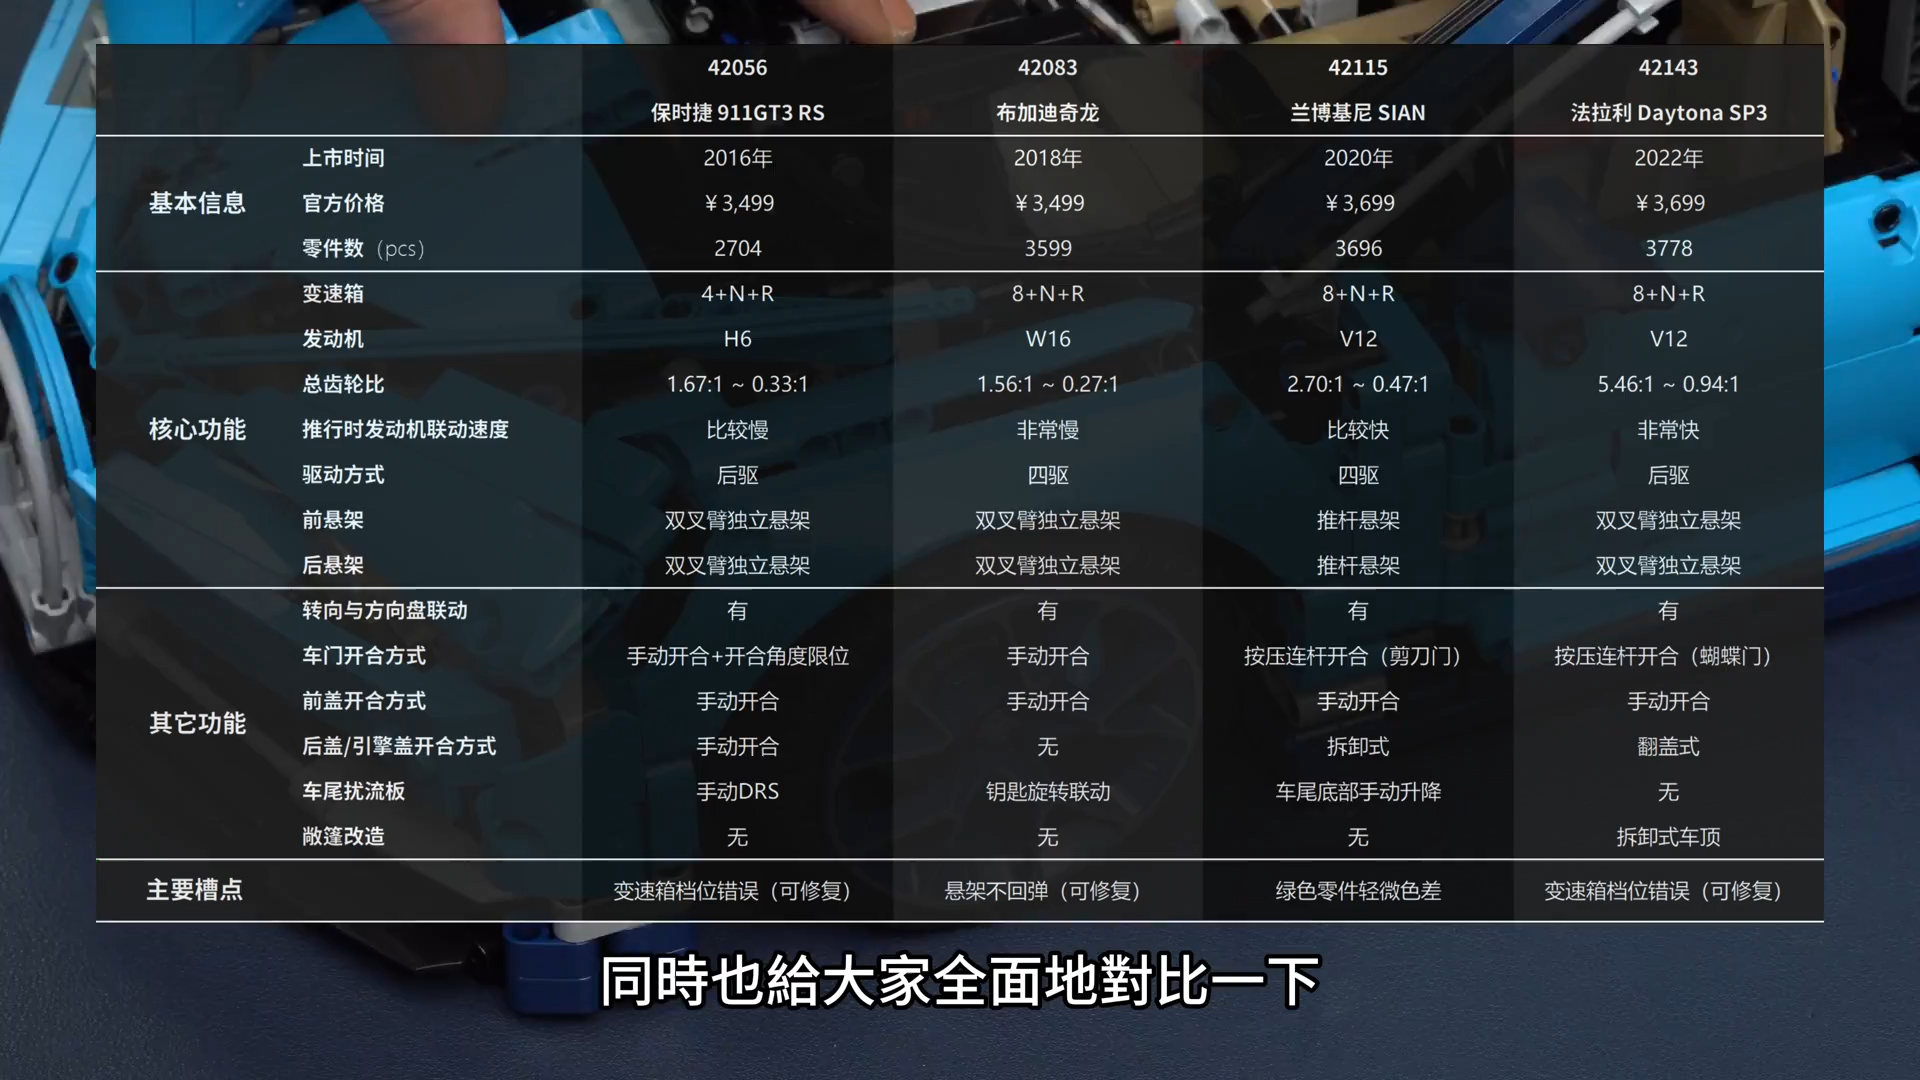 42056 42083 42115 42143
保时捷 911GT3 RS 布加迪奇龙 兰博基尼 SIAN 法拉利 Daytona SP3
上市时间 2016年 2018年 2020年 2022年
基本信息 官方价格 ¥3,499 ¥3,499 ¥3,699 ¥3,699
零件数（pcs） 2704 3599 3696 3778
变速箱 4+N+R 8+N+R 8+N+R 8+N+R
发动机 H6 W16 V12 V12
总齿轮比 1.67:1 ~ 0.33:1 1.56:1 ~ 0.27:1 2.70:1 ~ 0.47:1 5.46:1 ~ 0.94:1
核心功能 推行时发动机联动速度 比较慢 非常慢 比较快 非常快
驱动方式 后驱 四驱 四驱 后驱
前悬架 双叉臂独立悬架 双叉臂独立悬架 推杆悬架 双叉臂独立悬架
后悬架 双叉臂独立悬架 双叉臂独立悬架 推杆悬架 双叉臂独立悬架
转向与方向盘联动 有 有 有 有
车门开合方式 手动开合+开合角度限位 手动开合 按压连杆开合（剪刀门） 按压连杆开合（蝴蝶门）
前盖开合方式 手动开合 手动开合 手动开合 手动开合
其它功能 后盖/引擎盖开合方式 手动开合 无 拆卸式 翻盖式
车尾扰流板 手动DRS 钥匙旋转联动 车尾底部手动升降 无
敞篷改造 无 无 无 拆卸式车顶
主要槽点 变速箱档位错误（可修复） 悬架不回弹（可修复） 绿色零件轻微色差 变速箱档位错误（可修复）
同時也給大家全面地對比一下